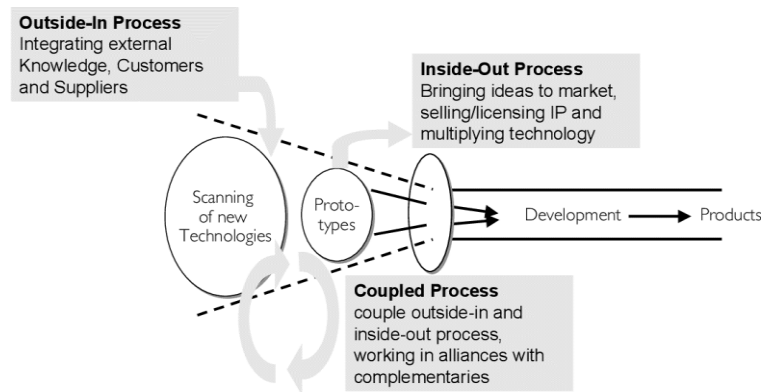 Outside-In Process
Integrating external
Knowledge, Customers
and Suppliers
Inside-Out Process
Bringing ideas to market,
selling/licensing IP and
multiplying technology
Scanning
of new
Technologies
Proto-
types
Development
Products
Coupled Process
couple outside-in and
inside-out process,
working in alliances with
complementaries